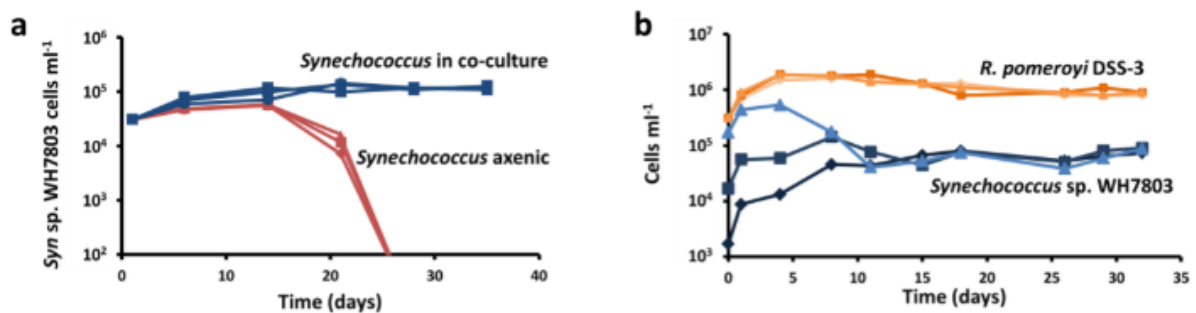 a
Syn sp. WH7803 cells ml⁻¹
10⁶
10⁵
10⁴
10³
10²
0
10
20
30
40
Time (days)
Synechococcus in co-culture
Synechococcus axenic
b
Cells ml⁻¹
10⁷
10⁶
10⁵
10⁴
10³
0
5
10
15
20
25
30
35
Time (days)
R. pomeroyi DSS-3
Synechococcus sp. WH7803